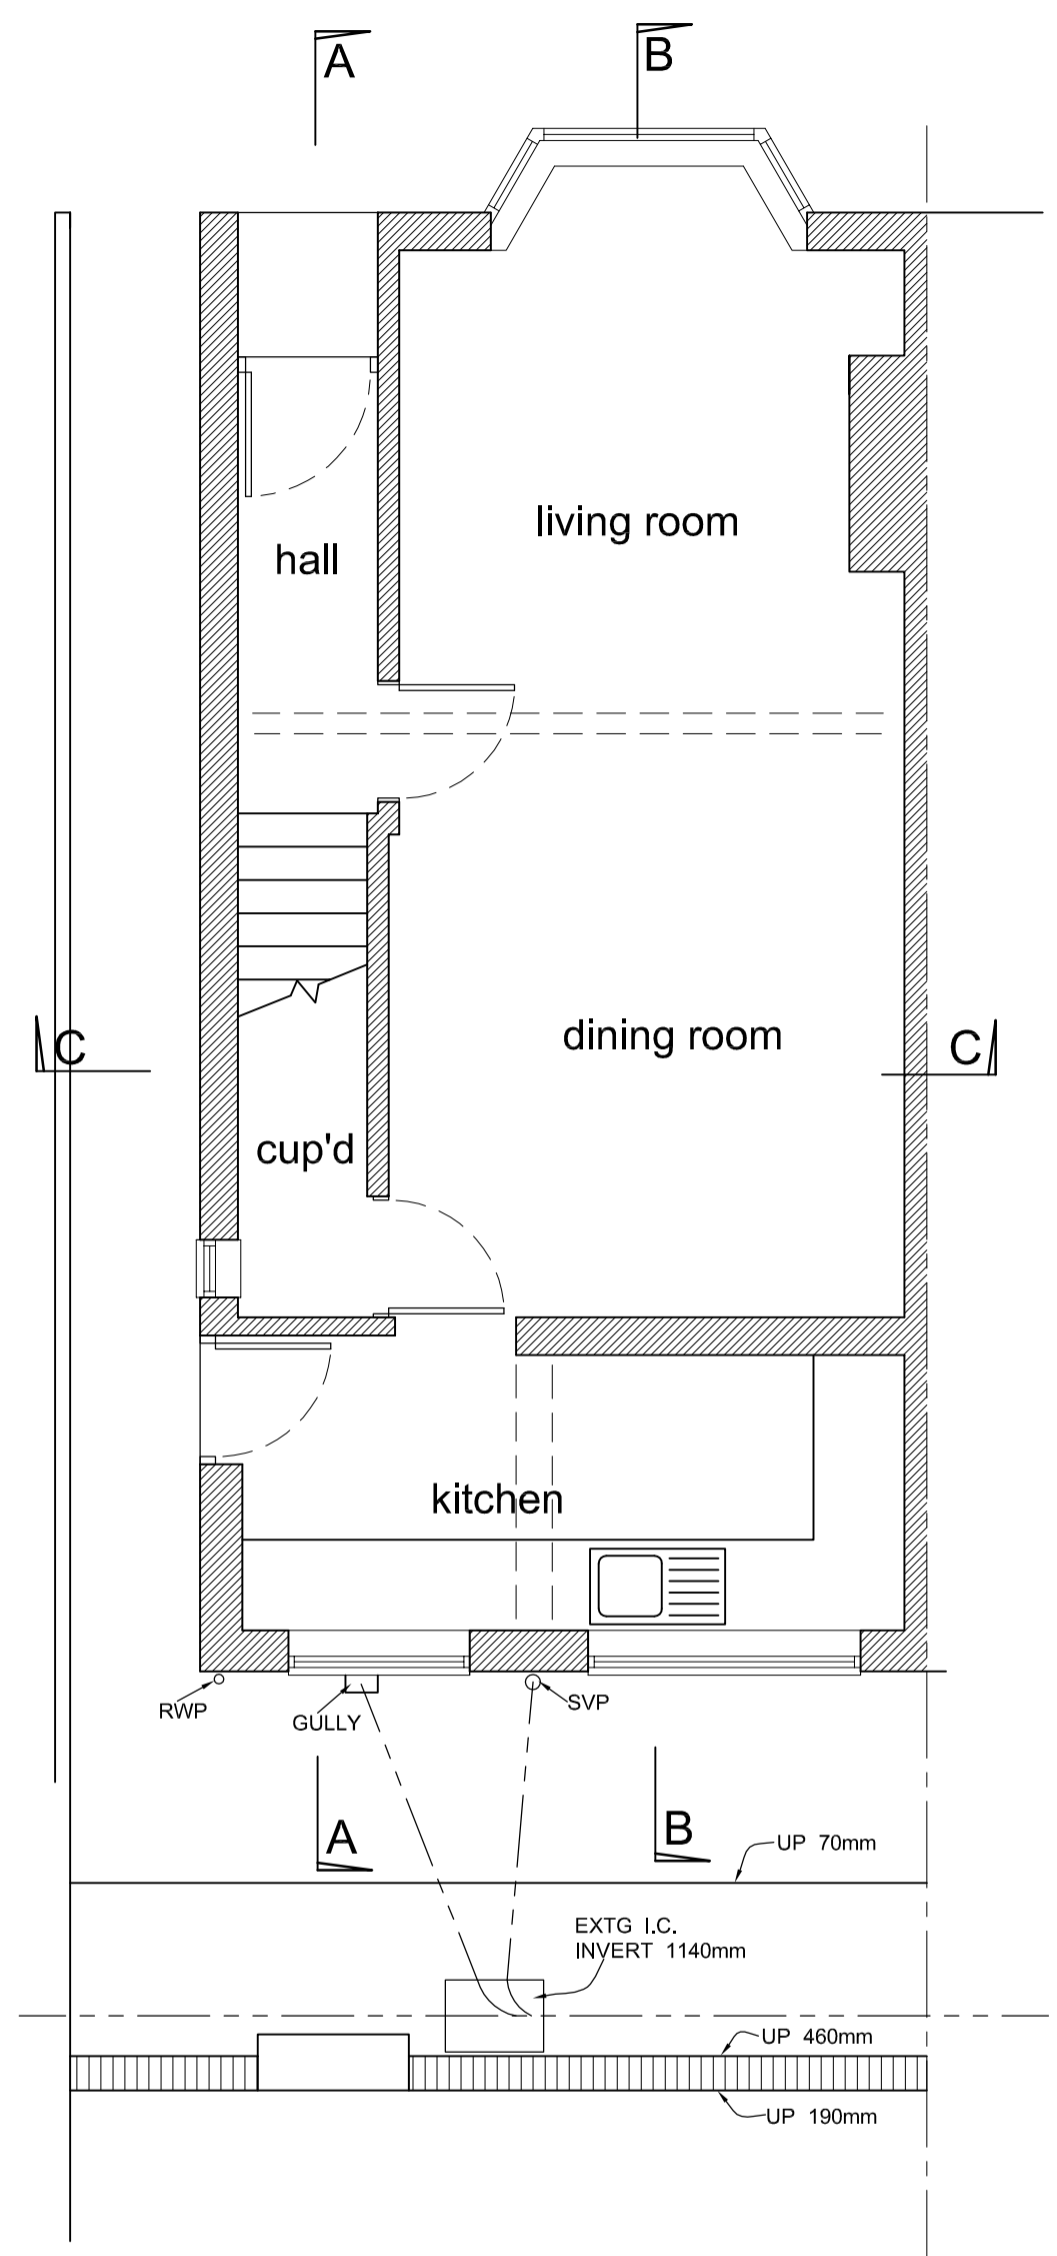 A
B
living room
hall
C
dining room
C
cup'd
kitchen
RWP
GULLY
SVP
A
B
UP 70mm
EXTG I.C.
INVERT 1140mm
UP 460mm
UP 190mm